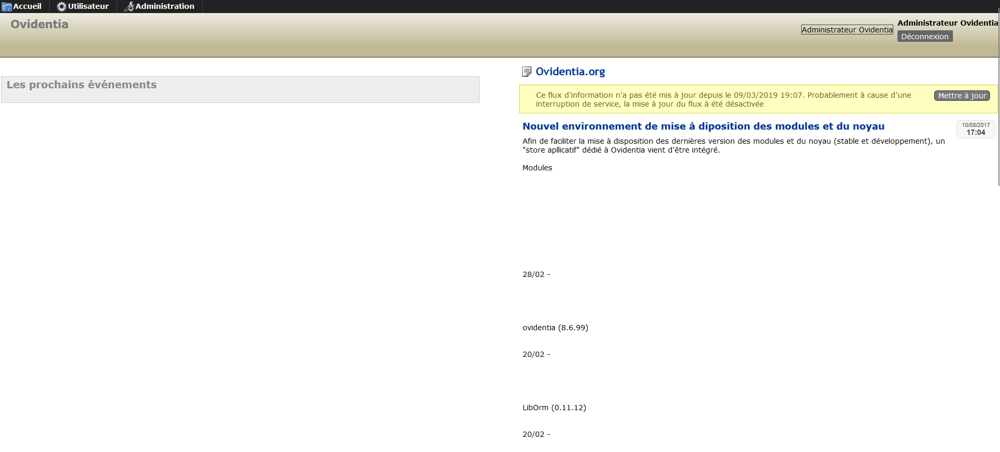 Accueil Utilisateur Administration
Ovidentia
Administrateur Ovidentia
Administrateur Ovidentia
Déconnexion
Les prochains événements
Ovidentia.org
Ce flux d'information n'a pas été mis à jour depuis le 09/03/2019 19:07. Probablement à cause d'une
interruption de service, la mise à jour du flux à été désactivée
Mettre à jour
Nouvel environnement de mise à diposition des modules et du noyau
10/08/2017
17:04
Afin de faciliter la mise à disposition des dernières version des modules et du noyau (stable et développement), un
"store apllicatif" dédié à Ovidentia vient d'être intégré.
Modules
28/02 -
ovidentia (8.6.99)
20/02 -
LibOrm (0.11.12)
20/02 -